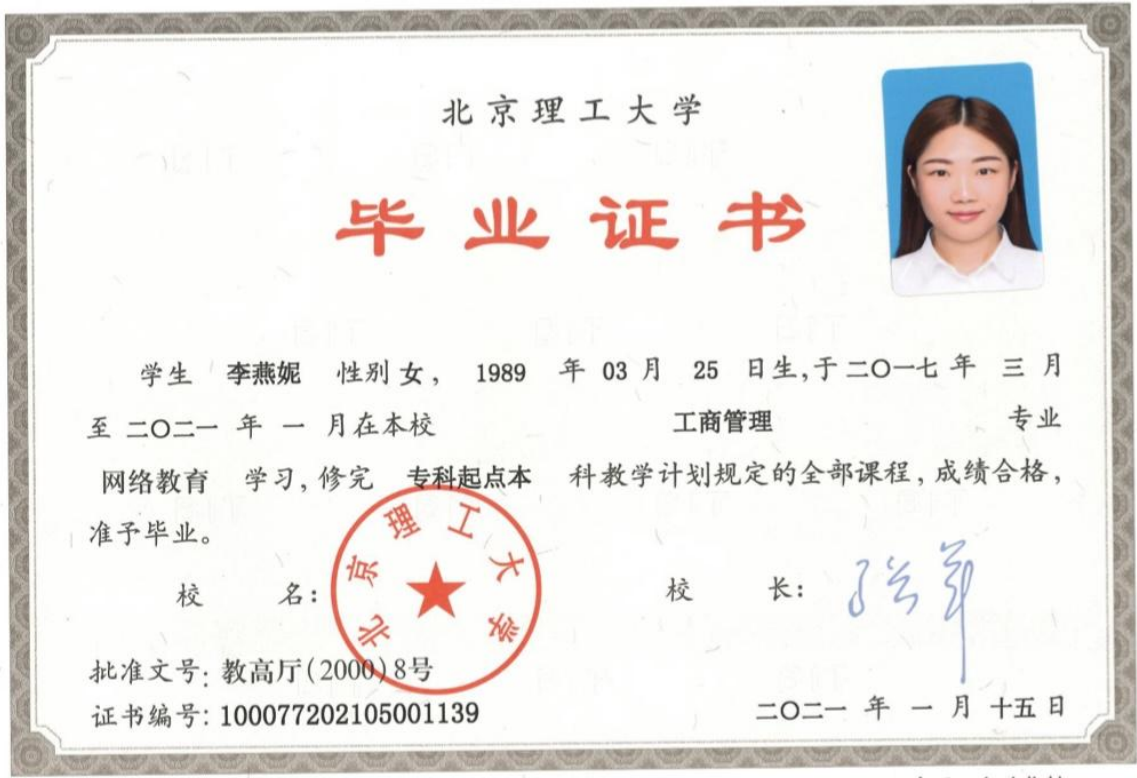 北京理工大学
毕业证书
学生 李燕妮 性别 女， 1989 年 03 月 25 日生,于 二〇一七 年 三 月
至 二〇二一 年 一 月在本校 工商管理 专业
网络教育 学习, 修完 专科起点本 科教学计划规定的全部课程, 成绩合格,
准予毕业。
北京理工大学
校 名: 校 长:
批准文号: 教高厅(2000)8号
证书编号: 100077202105001139 二〇二一 年 一 月 十五 日